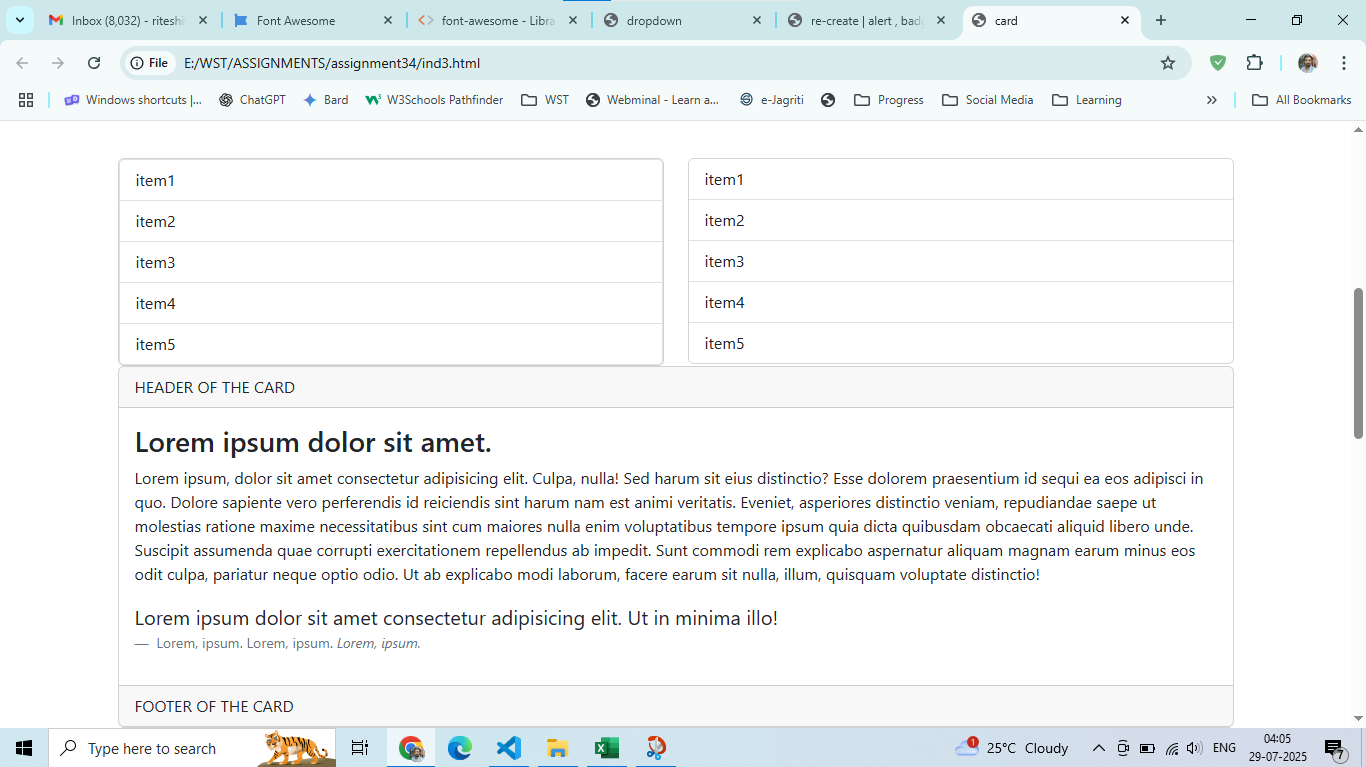 Inbox (8,032) - riteshi
Font Awesome
font-awesome - Libra
dropdown
re-create | alert , bad
card
File
E:/WST/ASSIGNMENTS/assignment34/ind3.html
Windows shortcuts |...
ChatGPT
Bard
W3Schools Pathfinder
WST
Webminal - Learn a...
e-Jagriti
Progress
Social Media
Learning
All Bookmarks
item1
item2
item3
item4
item5
item1
item2
item3
item4
item5
HEADER OF THE CARD
Lorem ipsum dolor sit amet.
Lorem ipsum, dolor sit amet consectetur adipisicing elit. Culpa, nulla! Sed harum sit eius distinctio? Esse dolorem praesentium id sequi ea eos adipisci in
quo. Dolore sapiente vero perferendis id reiciendis sint harum nam est animi veritatis. Eveniet, asperiores distinctio veniam, repudiandae saepe ut
molestias ratione maxime necessitatibus sint cum maiores nulla enim voluptatibus tempore ipsum quia dicta quibusdam obcaecati aliquid libero unde.
Suscipit assumenda quae corrupti exercitationem repellendus ab impedit. Sunt commodi rem explicabo aspernatur aliquam magnam earum minus eos
odit culpa, pariatur neque optio odio. Ut ab explicabo modi laborum, facere earum sit nulla, illum, quisquam voluptate distinctio!
Lorem ipsum dolor sit amet consectetur adipisicing elit. Ut in minima illo!
— Lorem, ipsum. Lorem, ipsum. Lorem, ipsum.
FOOTER OF THE CARD
Type here to search
1
25°C Cloudy
ENG
04:05
29-07-2025
7